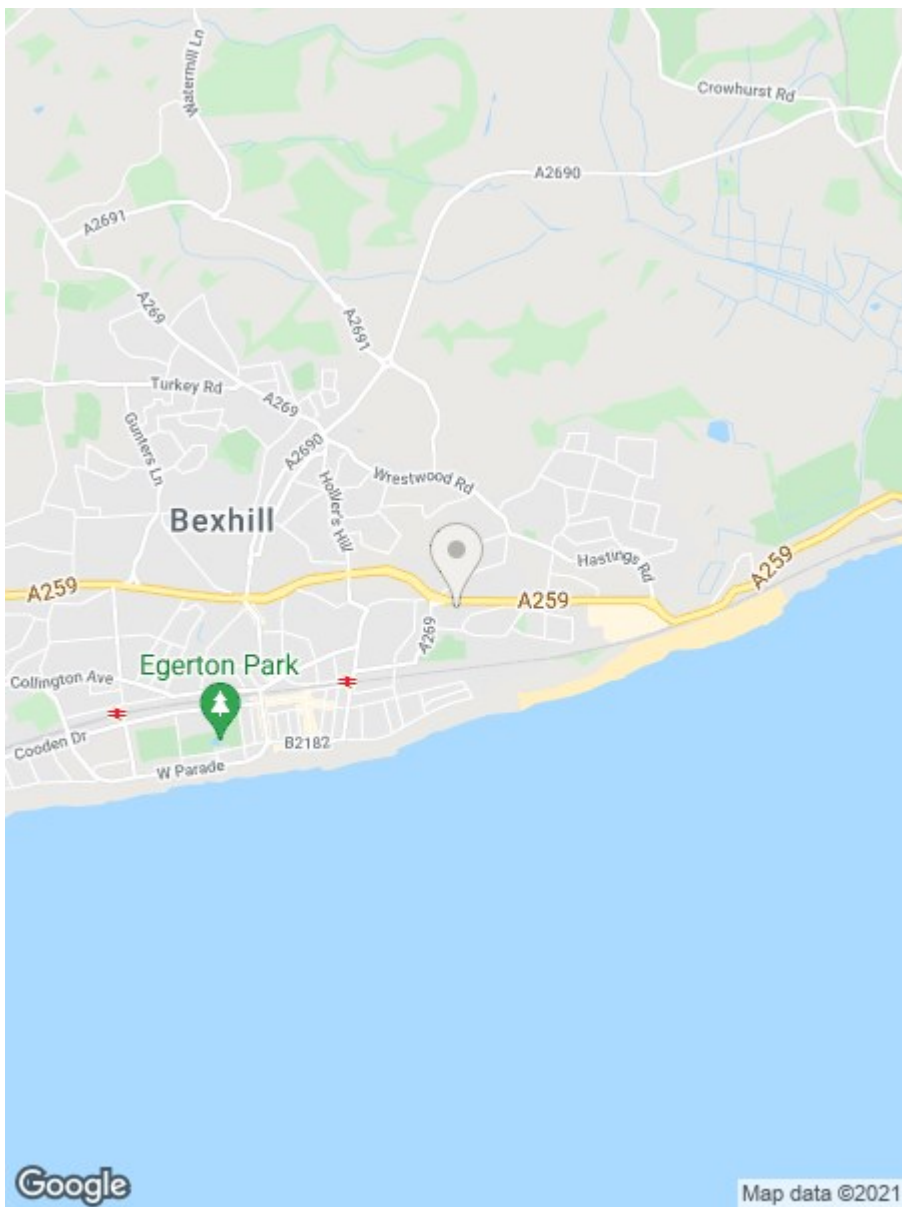 Watermill Ln
Crowhurst Rd
A2690
A2691
A269
A2691
Turkey Rd
A269
Gunters Ln
A2690
Holliers Hill
Wrestwood Rd
Bexhill
Hastings Rd
A259
A259
A259
A269
Egerton Park
Collington Ave
Cooden Dr
B2182
W Parade
Google
Map data ©2021